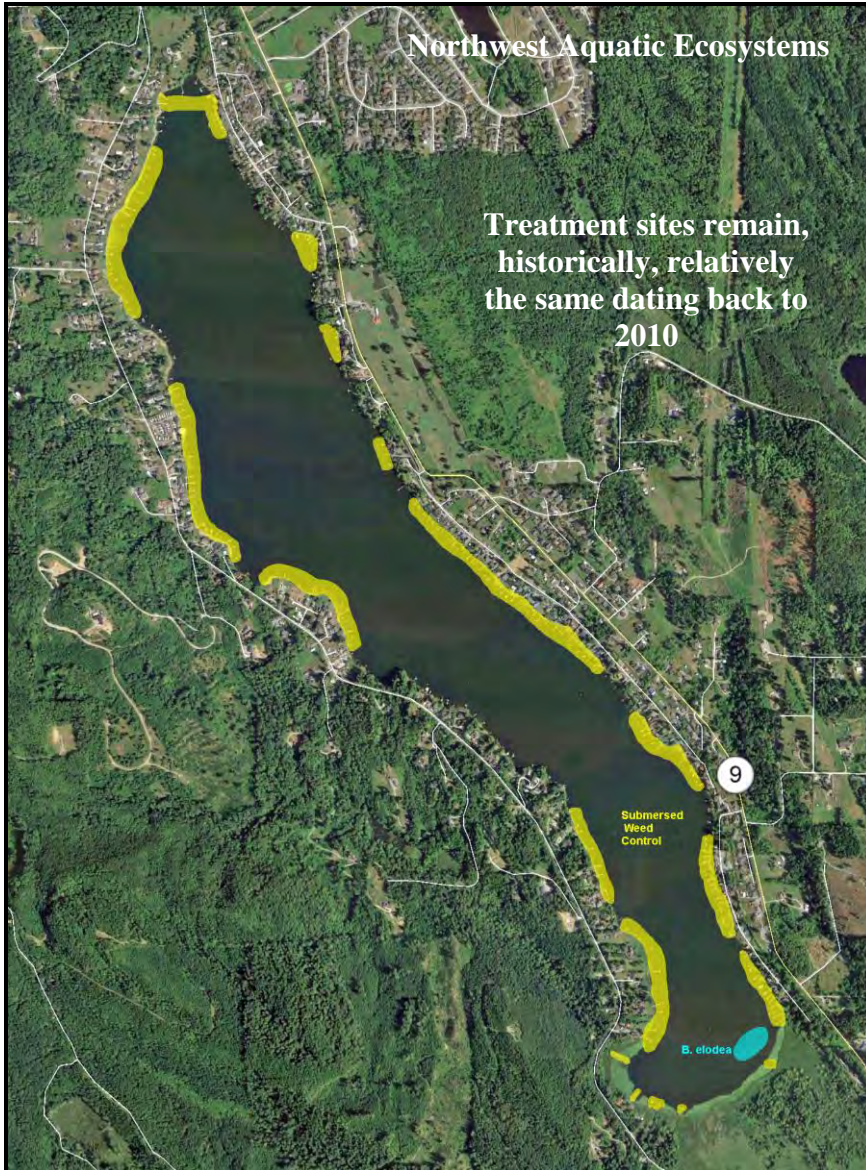 Northwest Aquatic Ecosystems
Treatment sites remain,
historically, relatively
the same dating back to
2010
9
Submersed
Weed
Control
B. elodea